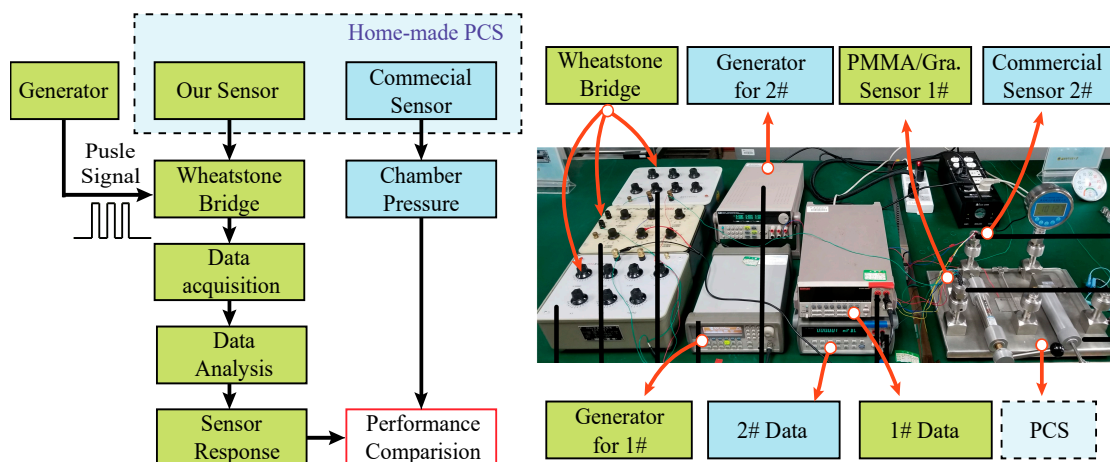 Home-made PCS
Generator
Our Sensor
Commecial
Sensor
Pusle
Signal
Wheatstone
Bridge
Chamber
Pressure
Data
acquisition
Data
Analysis
Sensor
Response
Performance
Comparision
Wheatstone
Bridge
Generator
for 2#
PMMA/Gra.
Sensor 1#
Commercial
Sensor 2#
Generator
for 1#
2# Data
1# Data
PCS